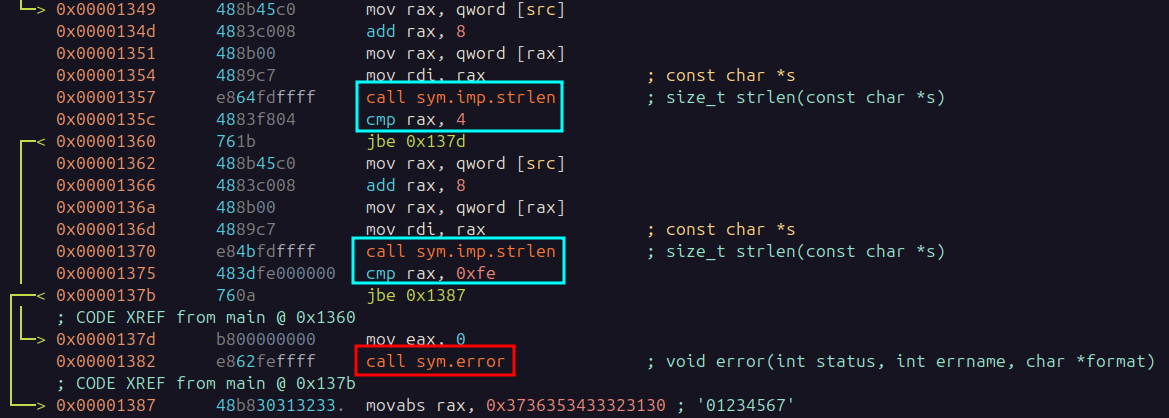 0x00001349 488b45c0 mov rax, qword [src]
0x0000134d 4883c008 add rax, 8
0x00001351 488b00 mov rax, qword [rax]
0x00001354 4889c7 mov rdi, rax ; const char *s
0x00001357 e864fdffff call sym.imp.strlen ; size_t strlen(const char *s)
0x0000135c 4883f804 cmp rax, 4
0x00001360 761b jbe 0x137d
0x00001362 488b45c0 mov rax, qword [src]
0x00001366 4883c008 add rax, 8
0x0000136a 488b00 mov rax, qword [rax]
0x0000136d 4889c7 mov rdi, rax ; const char *s
0x00001370 e84bfdffff call sym.imp.strlen ; size_t strlen(const char *s)
0x00001375 483dfe000000 cmp rax, 0xfe
0x0000137b 760a jbe 0x1387
; CODE XREF from main @ 0x1360
0x0000137d b800000000 mov eax, 0
0x00001382 e862feffff call sym.error ; void error(int status, int errname, char *format)
; CODE XREF from main @ 0x137b
0x00001387 48b830313233. movabs rax, 0x3736353433323130 ; '01234567'